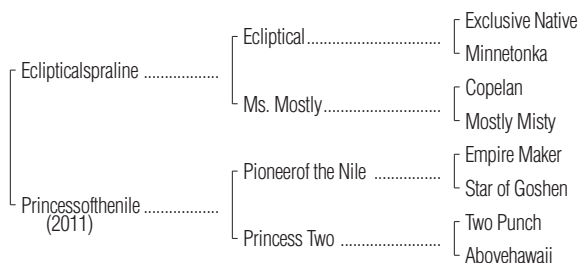 Exclusive Native
Ecliptical
Minnetonka
Eclipticalspraline
Copelan
Ms. Mostly
Mostly Misty
Empire Maker
Pioneerof the Nile
Star of Goshen
Princessofthenile
(2011)
Two Punch
Princess Two
Abovehawaii